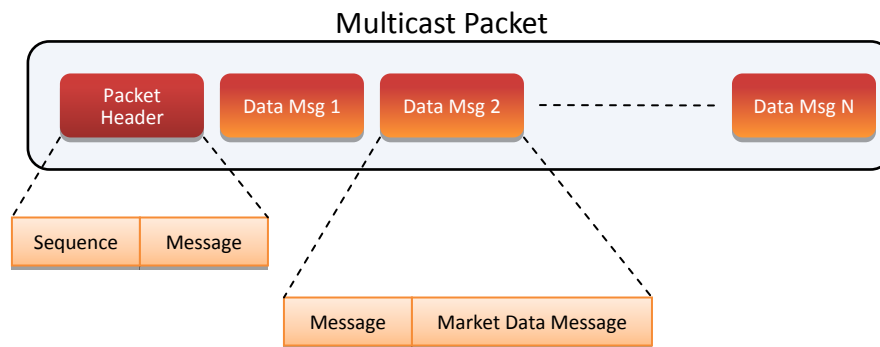 Multicast Packet
Packet
Header
Data Msg 1
Data Msg 2
Data Msg N
Sequence
Message
Message
Market Data Message